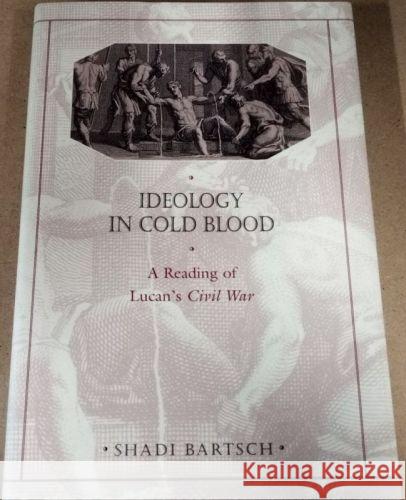 IDEOLOGY
IN COLD BLOOD
A Reading of
Lucan's Civil War
• SHADI BARTSCH •